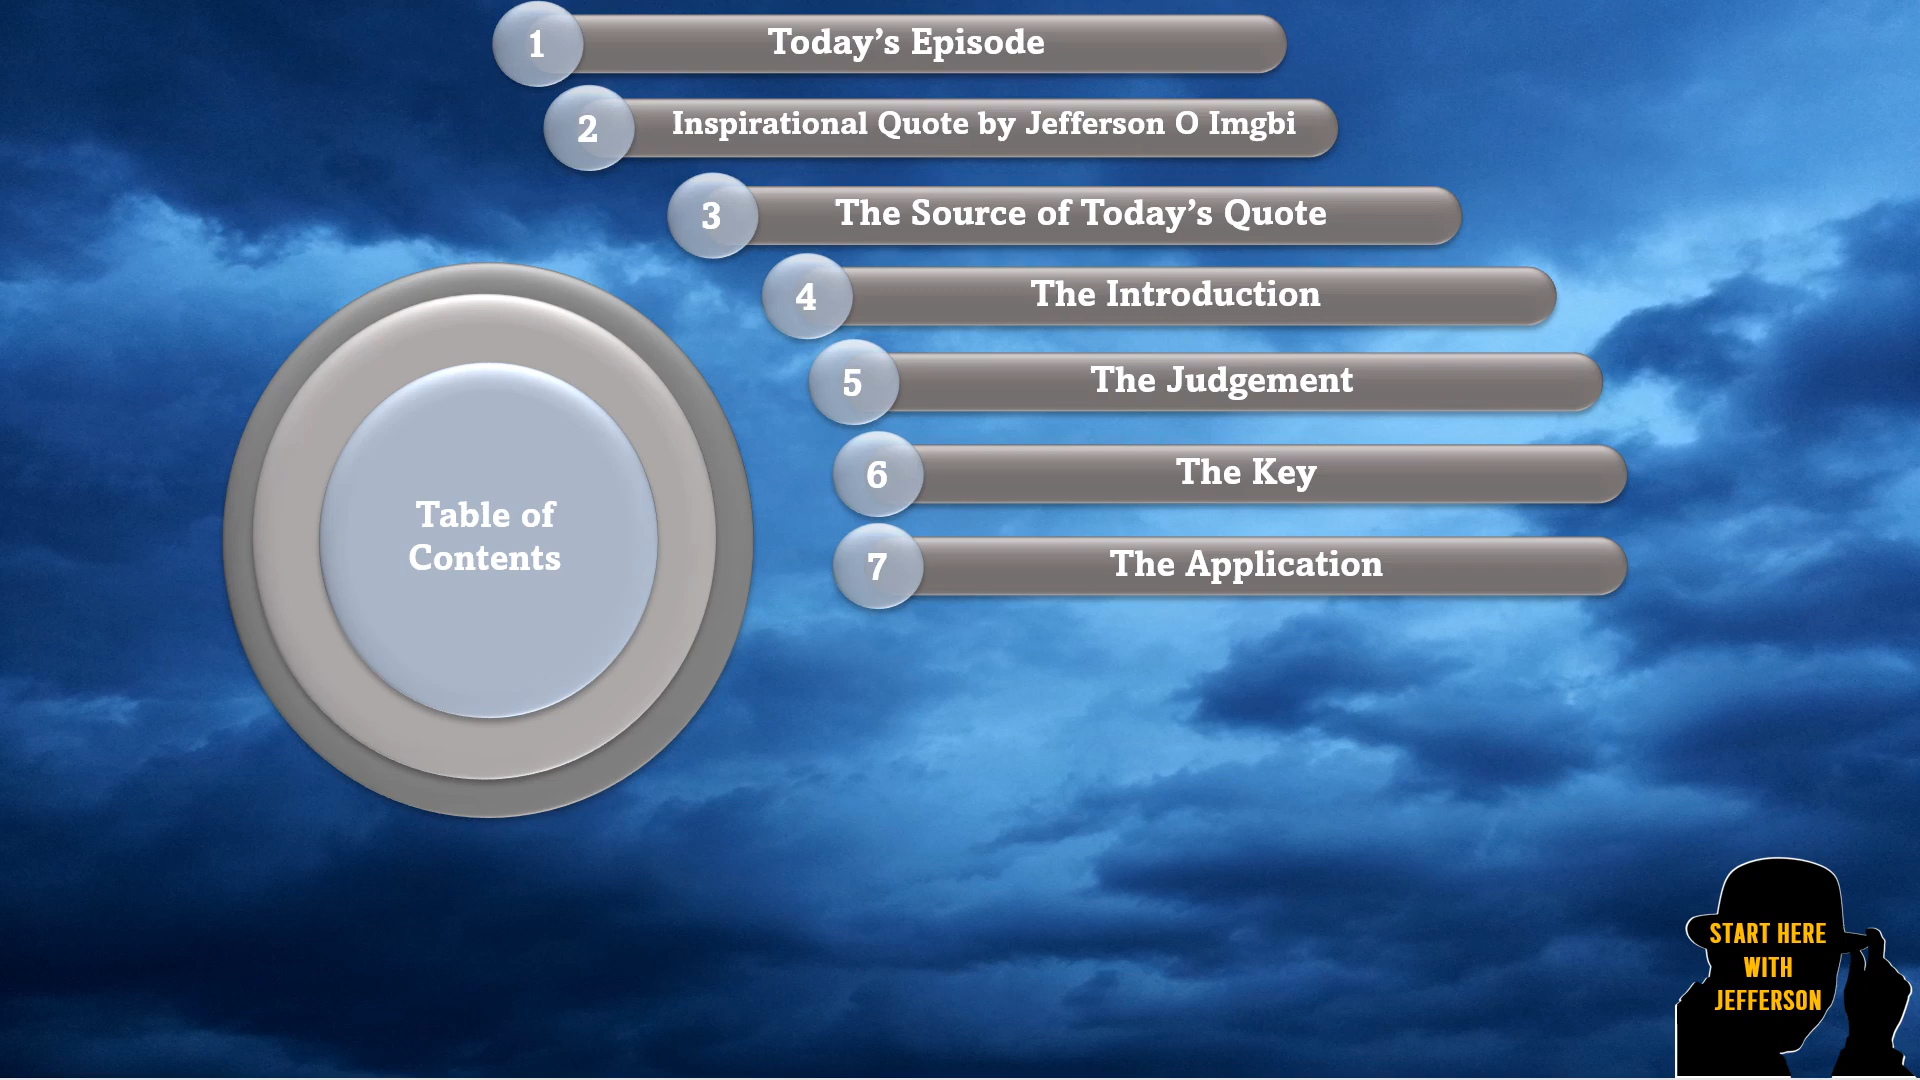 1 Today’s Episode
2 Inspirational Quote by Jefferson O Imgbi
3 The Source of Today’s Quote
4 The Introduction
5 The Judgement
6 The Key
7 The Application
Table of
Contents
START HERE
WITH
JEFFERSON